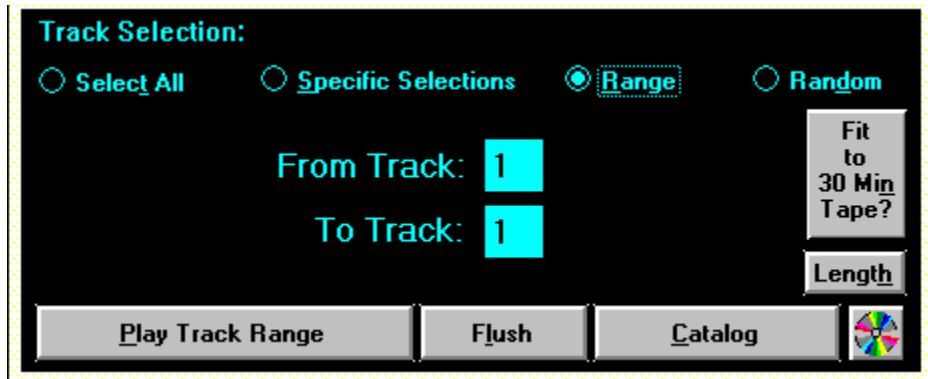 Track Selection:
Select All Specific Selections Range Random
From Track: 1
To Track: 1
Fit
to
30 Min
Tape?
Length
Play Track Range Flush Catalog